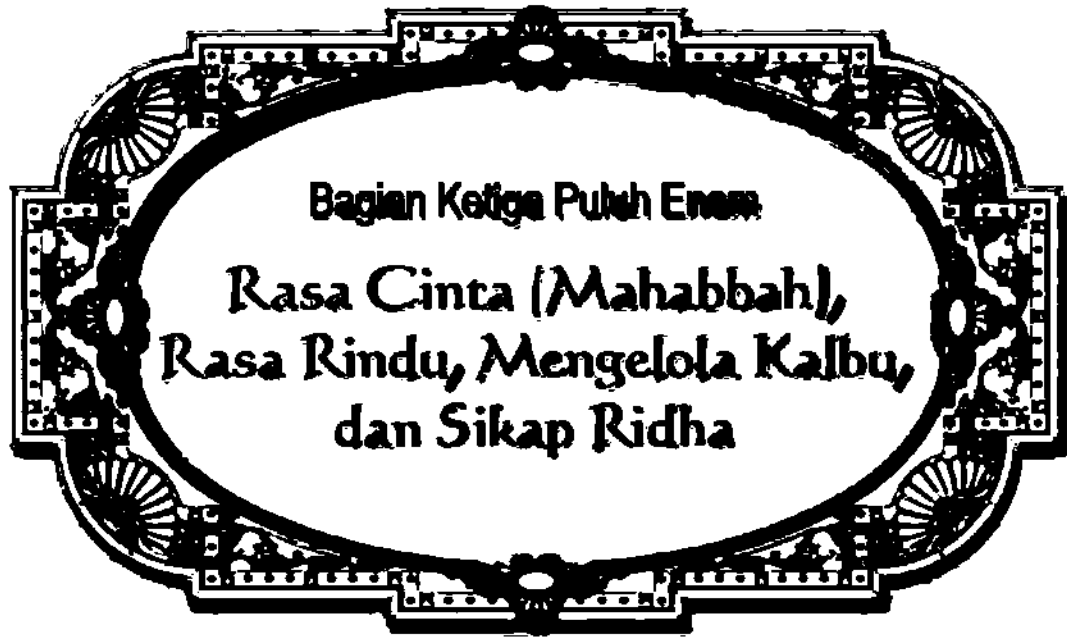 Bagian Ketiga Puluh Enam
Rasa Cinta (Mahabbah),
Rasa Rindu, Mengelola Kalbu,
dan Sikap Ridha